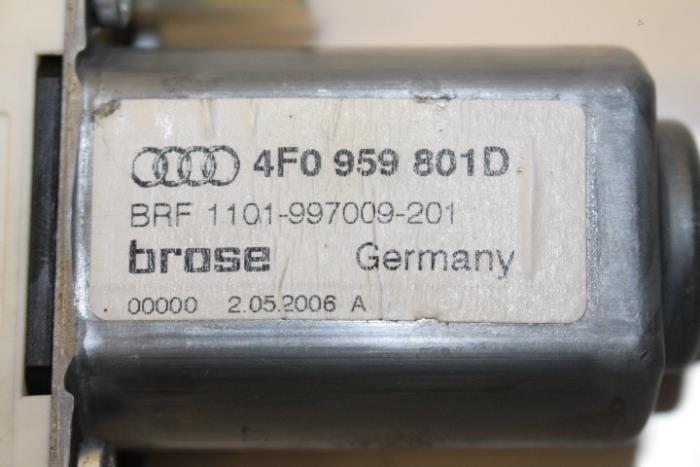 4F0 959 801D
BRF 1101-997009-201
brose Germany
00000 2.05.2006 A